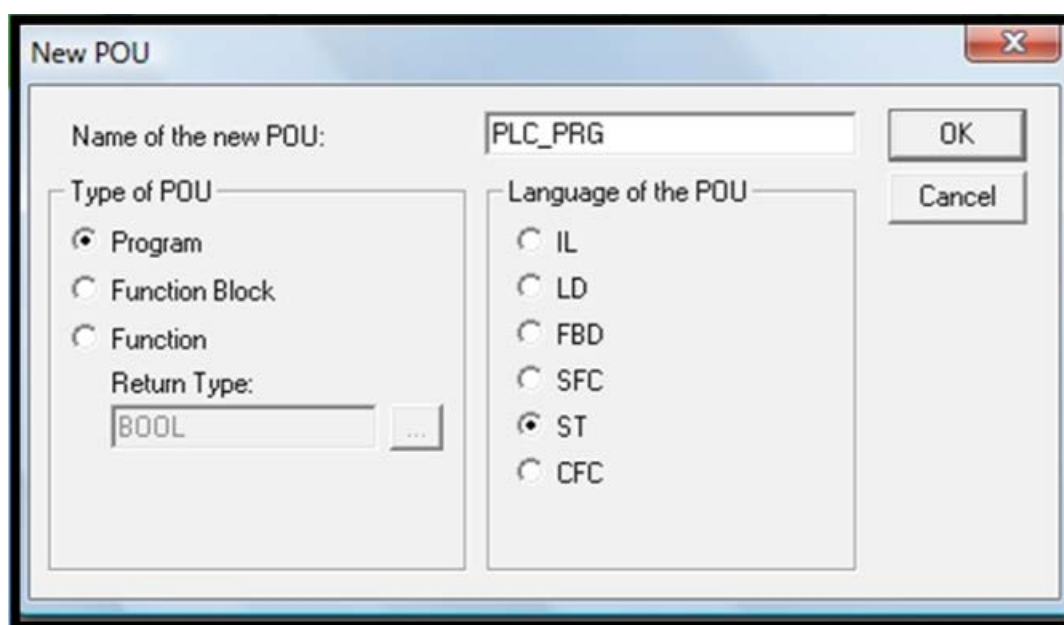 New POU
Name of the new POU:
PLC_PRG
OK
Cancel
Type of POU
Program
Function Block
Function
Return Type:
BOOL
...
Language of the POU
IL
LD
FBD
SFC
ST
CFC